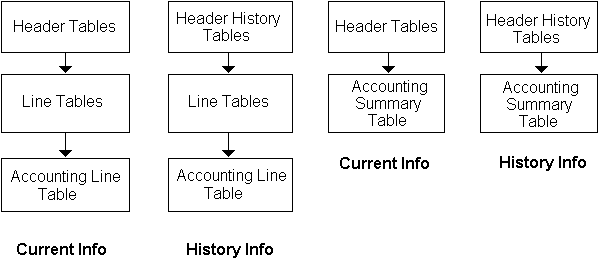 Header Tables
Line Tables
Accounting Line
Table
Current Info
Header History
Tables
Line Tables
Accounting Line
Table
History Info
Header Tables
Accounting
Summary
Table
Current Info
Header History
Tables
Accounting
Summary
Table
History Info